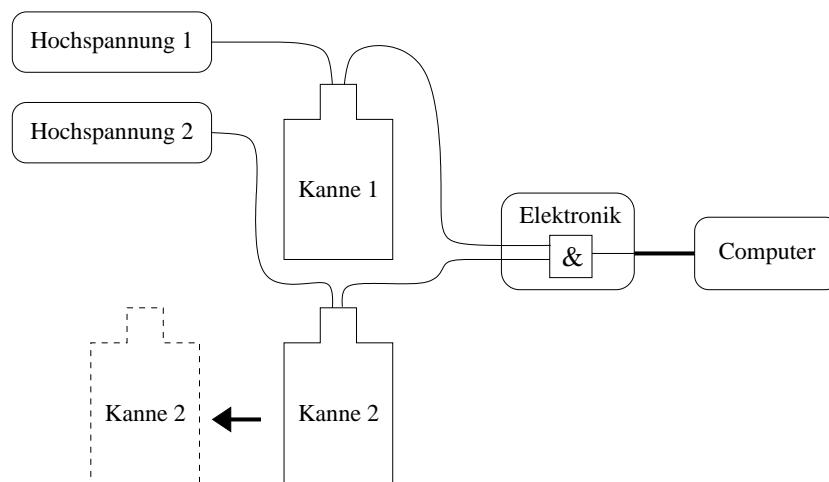 Hochspannung 1
Hochspannung 2
Kanne 1
Elektronik
&
Computer
Kanne 2
Kanne 2